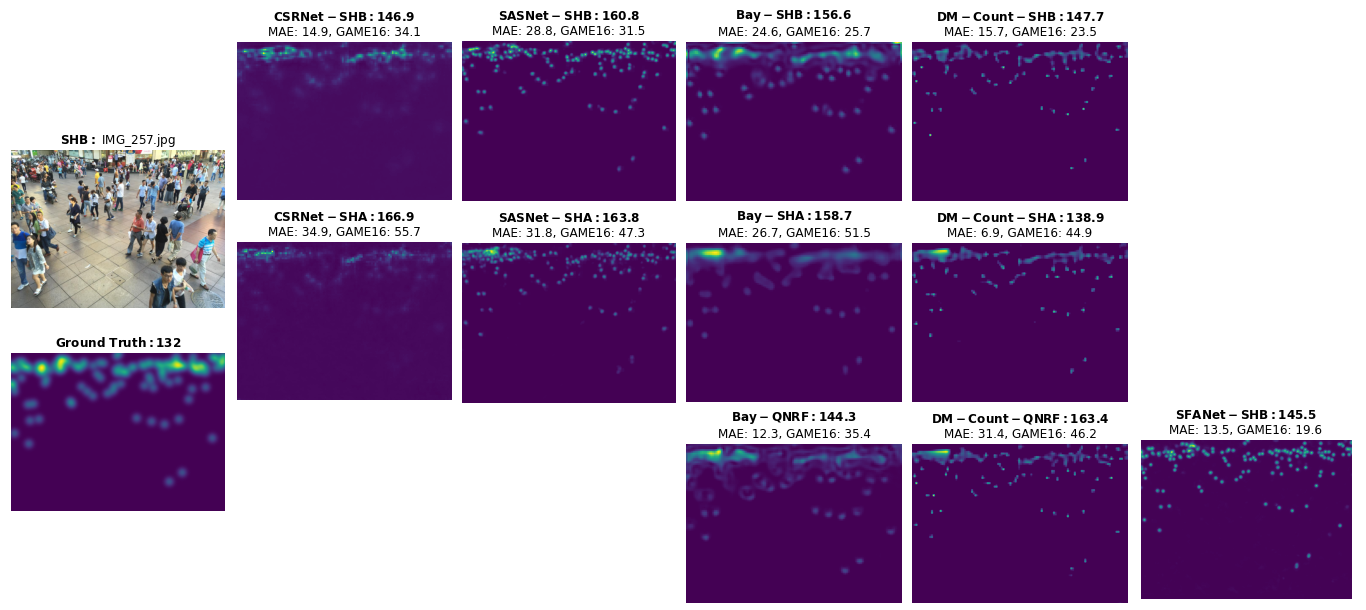 CSRNet − SHB : 146.9
MAE: 14.9, GAME16: 34.1
SASNet − SHB : 160.8
MAE: 28.8, GAME16: 31.5
Bay − SHB : 156.6
MAE: 24.6, GAME16: 25.7
DM − Count − SHB : 147.7
MAE: 15.7, GAME16: 23.5
SHB : IMG_257.jpg
CSRNet − SHA : 166.9
MAE: 34.9, GAME16: 55.7
SASNet − SHA : 163.8
MAE: 31.8, GAME16: 47.3
Bay − SHA : 158.7
MAE: 26.7, GAME16: 51.5
DM − Count − SHA : 138.9
MAE: 6.9, GAME16: 44.9
Ground Truth : 132
Bay − QNRF : 144.3
MAE: 12.3, GAME16: 35.4
DM − Count − QNRF : 163.4
MAE: 31.4, GAME16: 46.2
SFANet − SHB : 145.5
MAE: 13.5, GAME16: 19.6